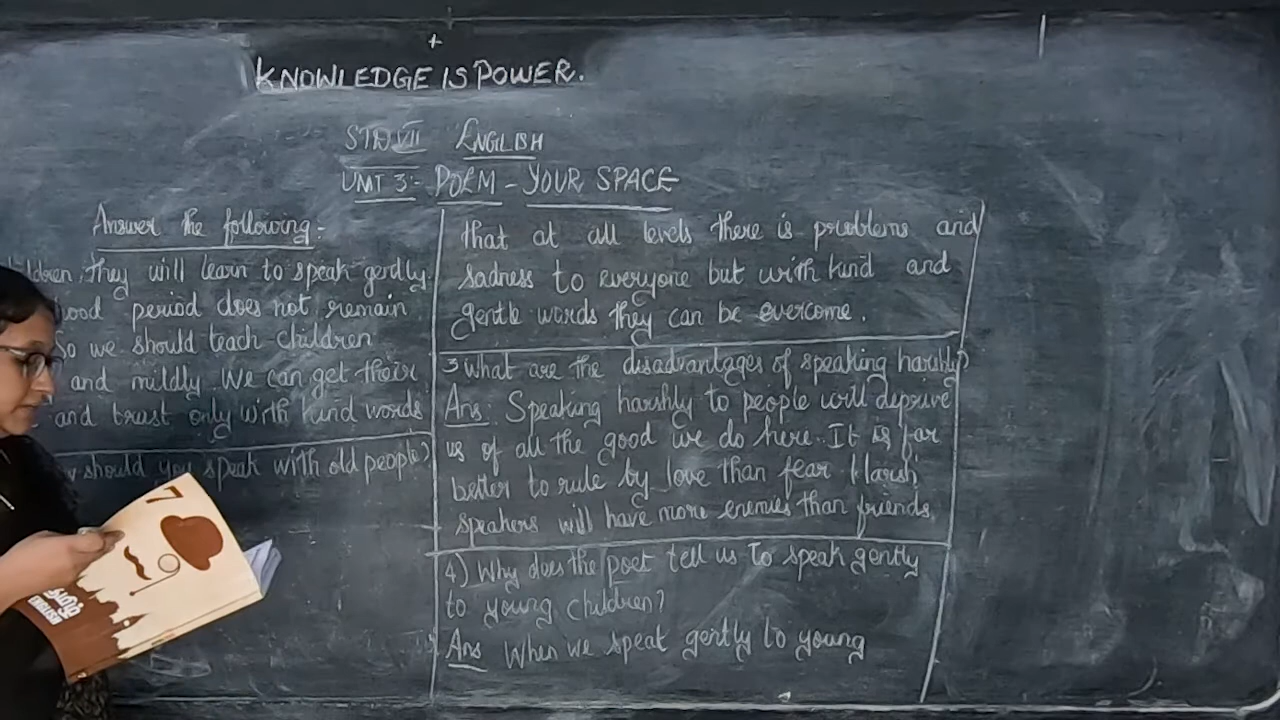 KNOWLEDGE IS POWER.
STD VII ENGLISH
UNIT 3:- POEM - YOUR SPACE
Answer the following:-
they will learn to speak gently.
period does not remain
So we should teach children
and mildly. We can get their
and trust only with kind words
should you speak with old people?
that at all levels there is problems and
sadness to everyone but with kind and
gentle words they can be overcome.
3 What are the disadvantages of speaking harshly?
Ans: Speaking harshly to people will deprive
us of all the good we do here. It is far
better to rule by love than fear. Harsh
speakers will have more enemies than friends.
4) Why does the poet tell us to speak gently
to young children?
Ans When we speak gently to young
7